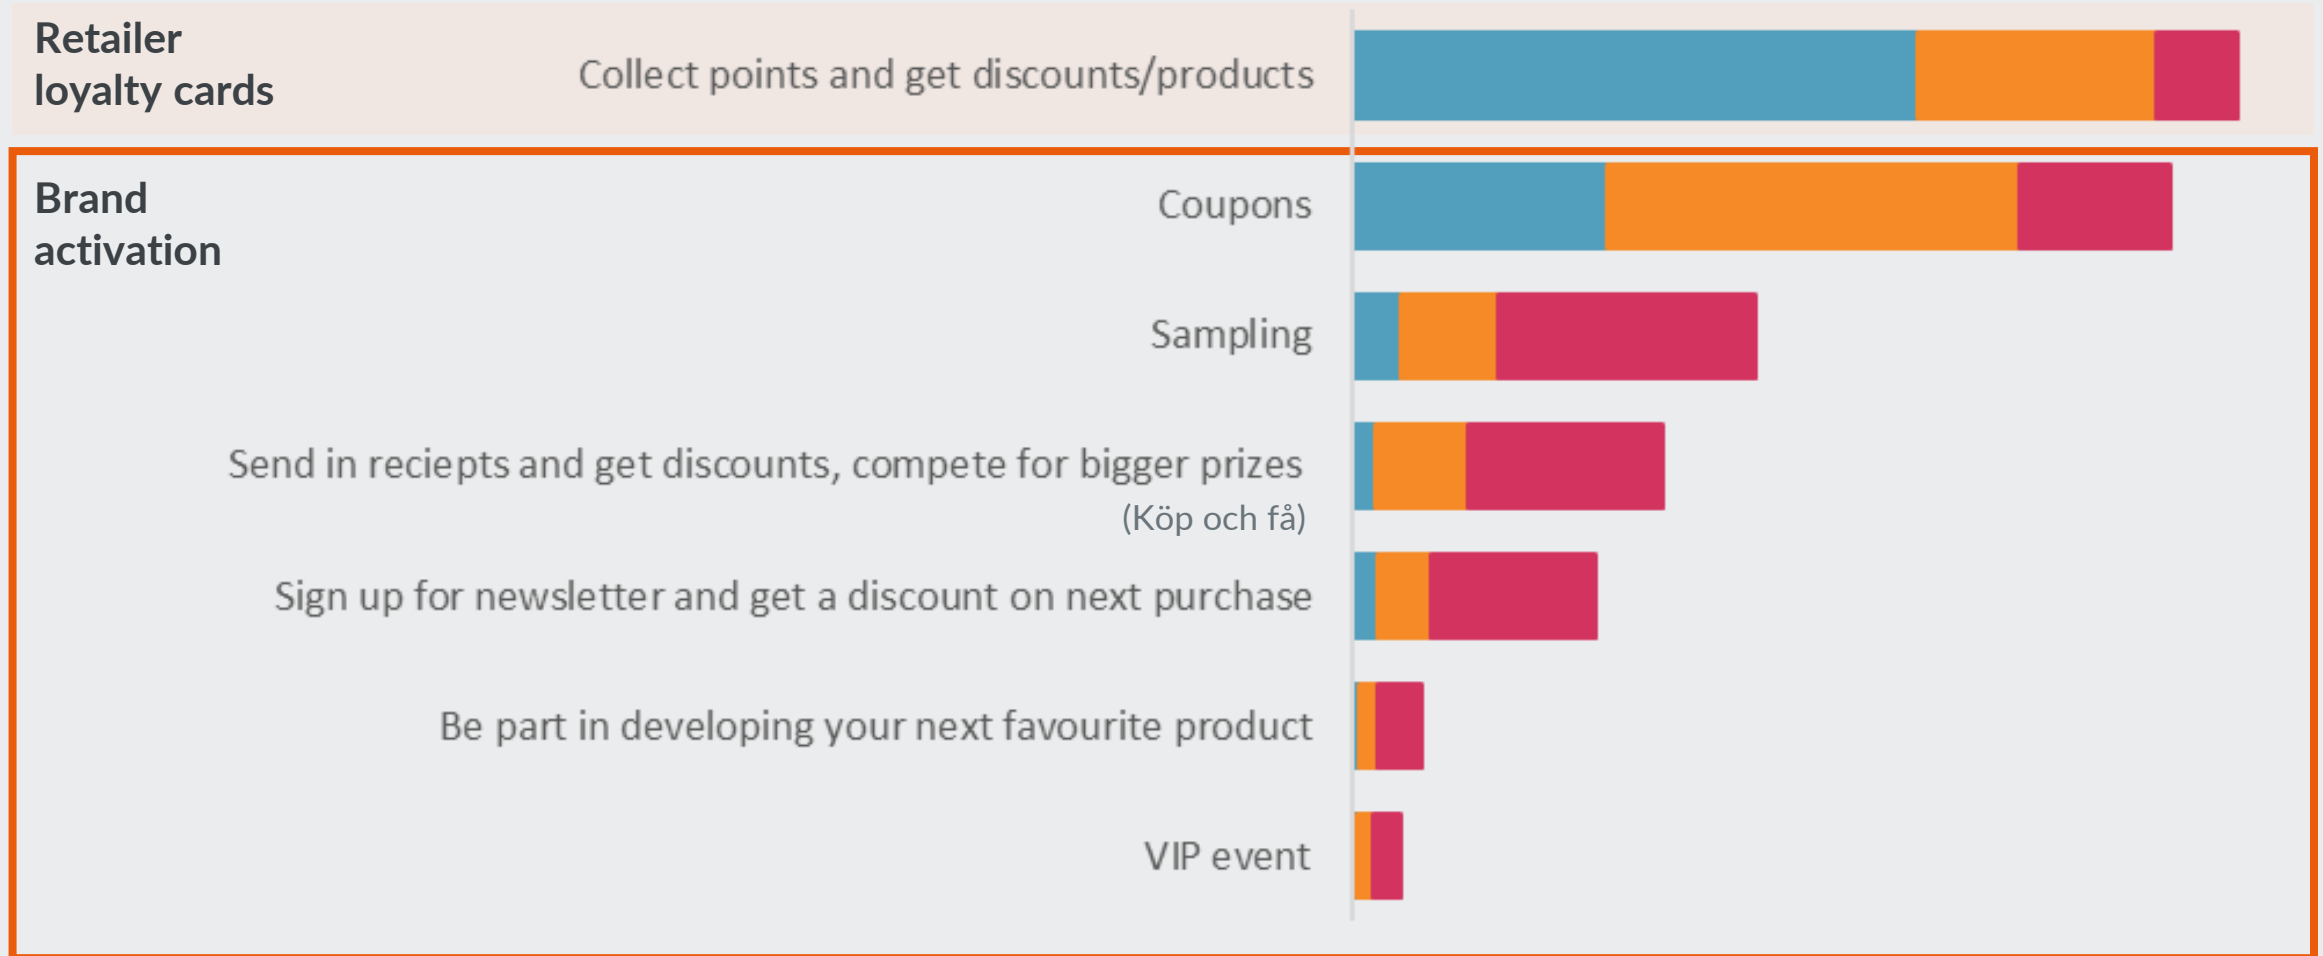 Retailer
loyalty cards
Collect points and get discounts/products
Brand
activation
Coupons
Sampling
Send in reciepts and get discounts, compete for bigger prizes
(Köp och få)
Sign up for newsletter and get a discount on next purchase
Be part in developing your next favourite product
VIP event